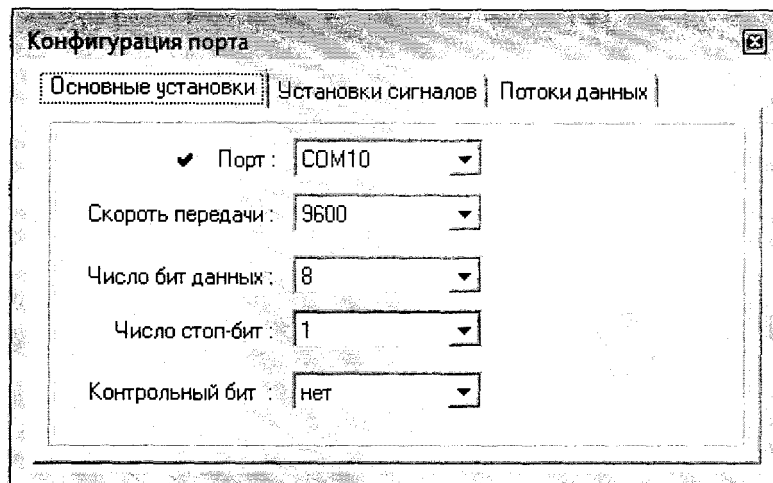 Конфигурация порта
Основные установки Установки сигналов Потоки данных
Порт : COM10
Скороть передачи : 9600
Число бит данных : 8
Число стоп-бит : 1
Контрольный бит : нет